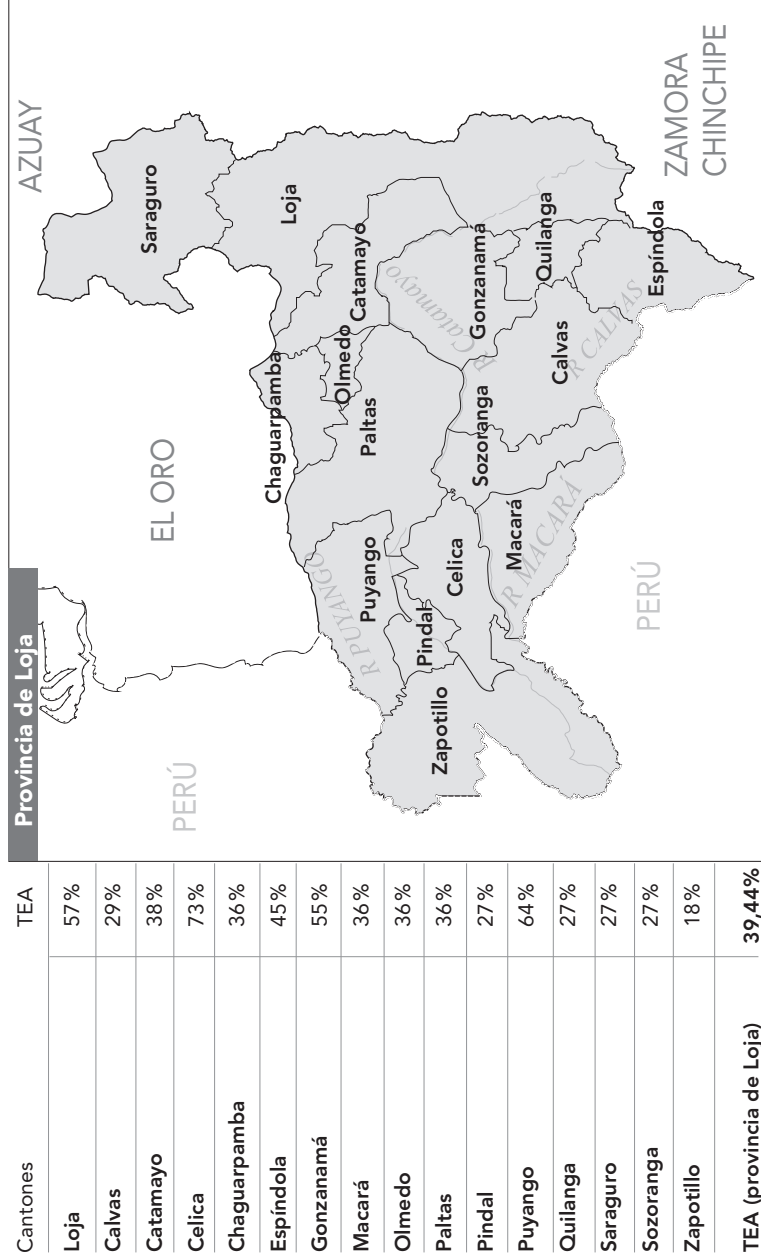 Cantones TEA
Loja 57 %
Calvas 29 %
Catamayo 38 %
Celica 73 %
Chaguarpamba 36 %
Espíndola 45 %
Gonzanamá 55 %
Macará 36 %
Olmedo 36 %
Paltas 36 %
Pindal 27 %
Puyango 64 %
Quilanga 27 %
Saraguro 27 %
Sozoranga 27 %
Zapotillo 18 %
TEA (provincia de Loja) 39,44%
Provincia de Loja
AZUAY
Saraguro
EL ORO
Loja
PERÚ
Chaguarpamba
Catamayo
Olmedo
R Catamayo
R PUYANGO
Paltas
Puyango
Gonzanamá
Zapotillo
Pindal
Celica
Sozoranga
R Catamayo
Quilanga
Macará
Calvas
R CALVAS
R MACARÁ
Espíndola
PERÚ
ZAMORA
CHINCHIPE